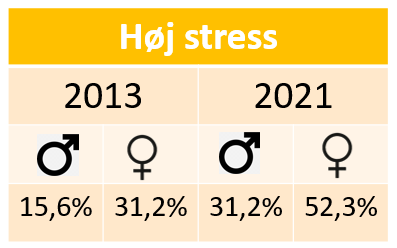 Høj stress
2013 2021
♂ ♀ ♂ ♀
15,6% 31,2% 31,2% 52,3%